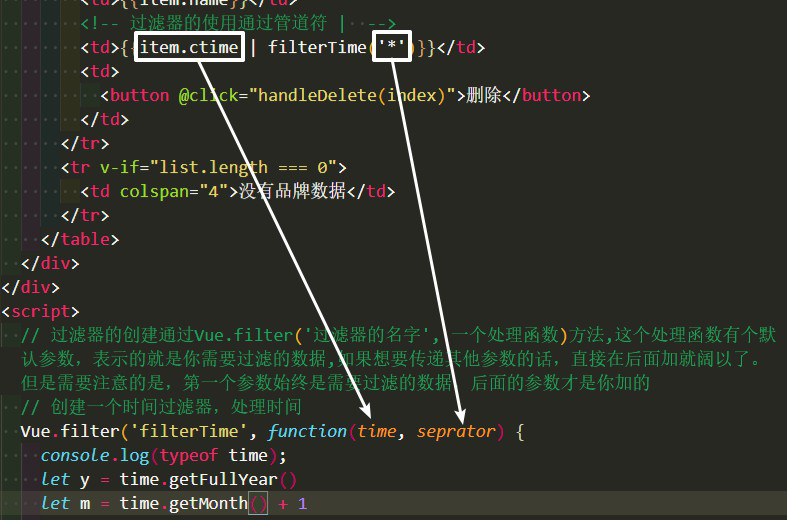 <td>{{item.name}}</td>
<!-- 过滤器的使用通过管道符 | -->
<td>{{item.ctime | filterTime('*')}}</td>
<td>
<button @click="handleDelete(index)">删除</button>
</td>
</tr>
<tr v-if="list.length === 0">
<td colspan="4">没有品牌数据</td>
</tr>
</table>
</div>
</div>
<script>
// 过滤器的创建通过Vue.filter('过滤器的名字', 一个处理函数)方法,这个处理函数有个默
认参数，表示的就是你需要过滤的数据,如果想要传递其他参数的话，直接在后面加就阔以了。
但是需要注意的是，第一个参数始终是需要过滤的数据 后面的参数才是你加的
// 创建一个时间过滤器，处理时间
Vue.filter('filterTime', function(time, seprator) {
console.log(typeof time);
let y = time.getFullYear()
let m = time.getMonth() + 1